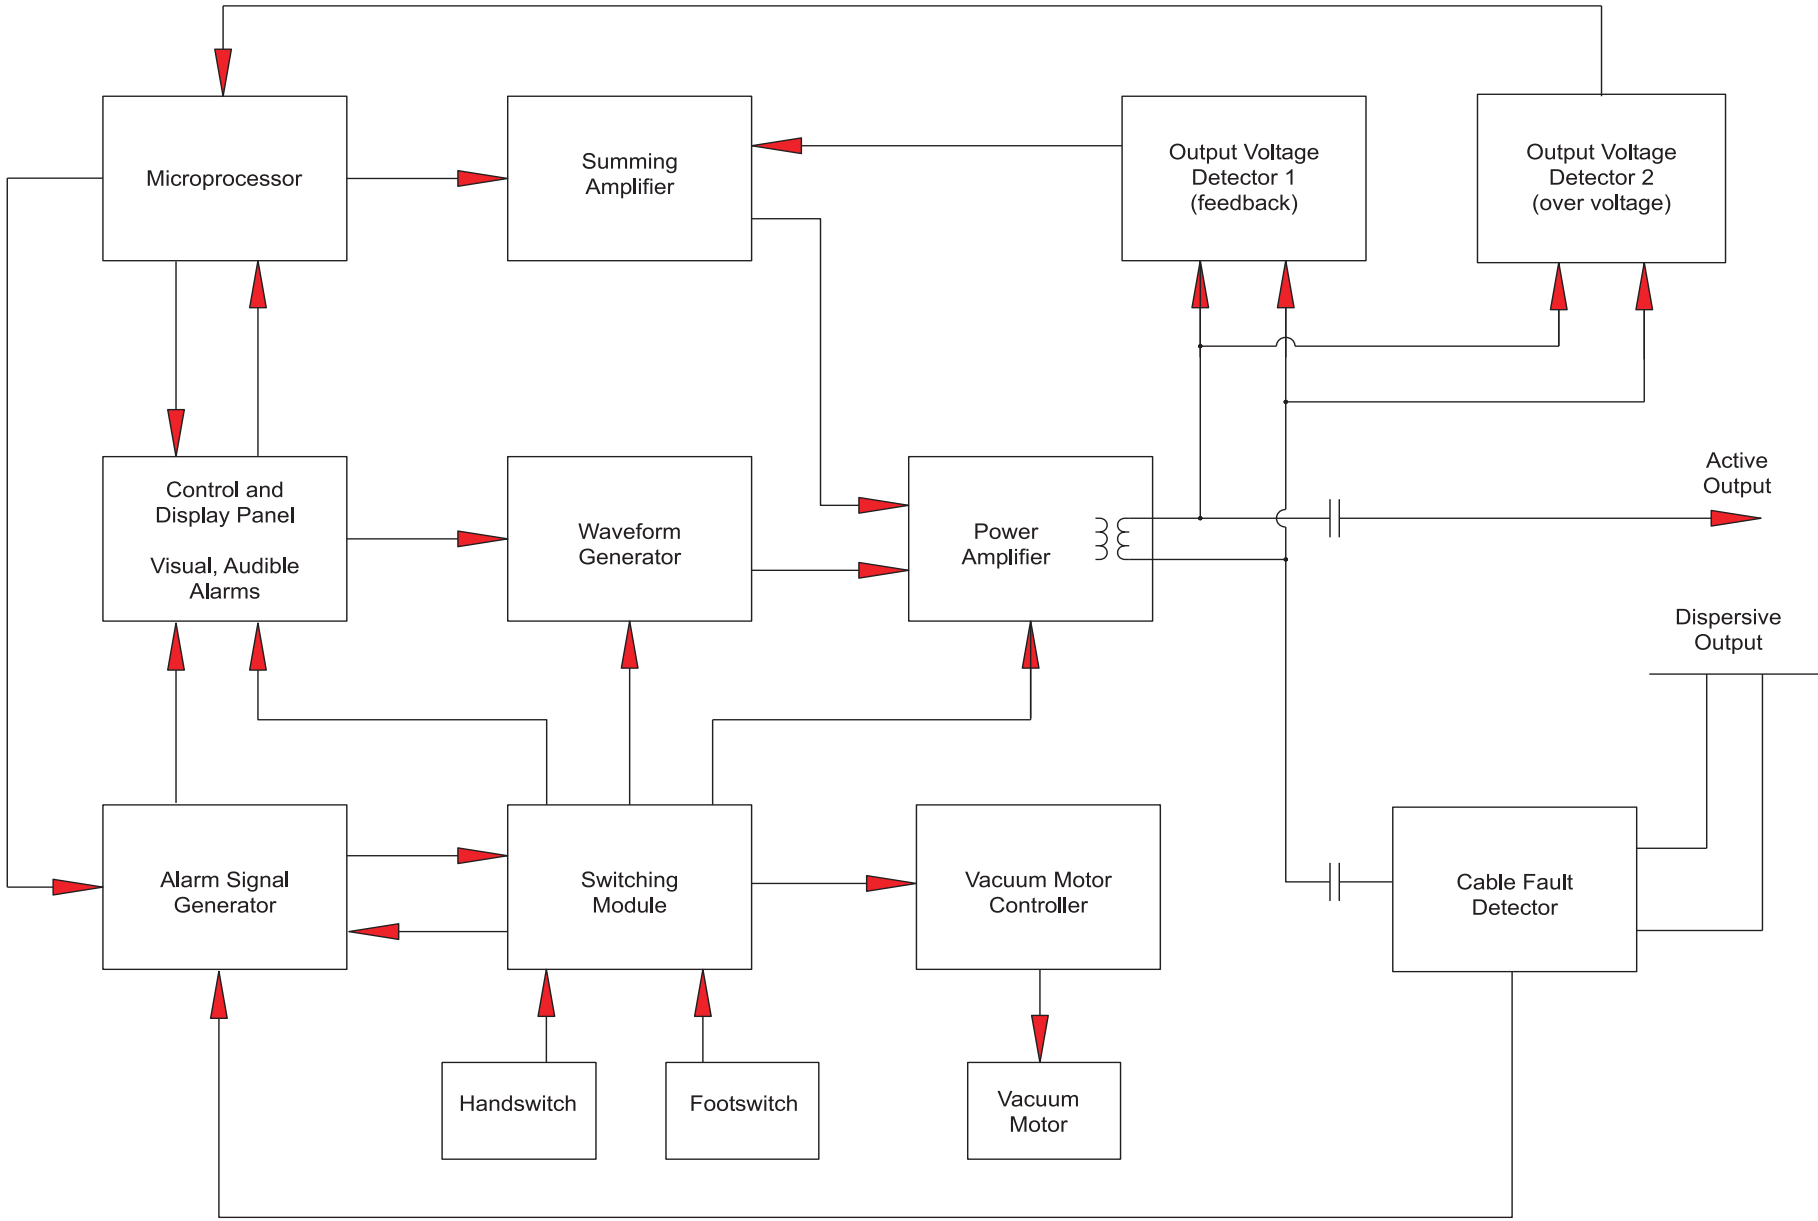 Microprocessor
Summing
Amplifier
Output Voltage
Detector 1
(feedback)
Output Voltage
Detector 2
(over voltage)
Control and
Display Panel
Visual, Audible
Alarms
Waveform
Generator
Power
Amplifier
Active
Output
Dispersive
Output
Alarm Signal
Generator
Switching
Module
Vacuum Motor
Controller
Cable Fault
Detector
Handswitch
Footswitch
Vacuum
Motor